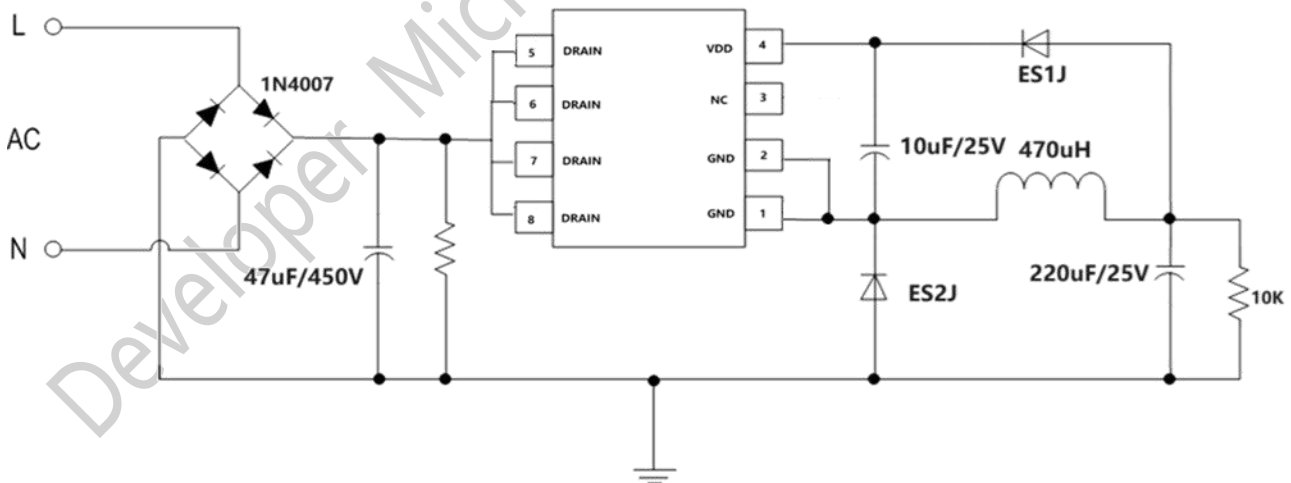 L
1N4007
AC
N
47uF/450V
5 DRAIN
6 DRAIN
7 DRAIN
8 DRAIN
VDD 4
NC 3
GND 2
GND 1
ES1J
10uF/25V
470uH
ES2J
220uF/25V
10K
Developer Mic